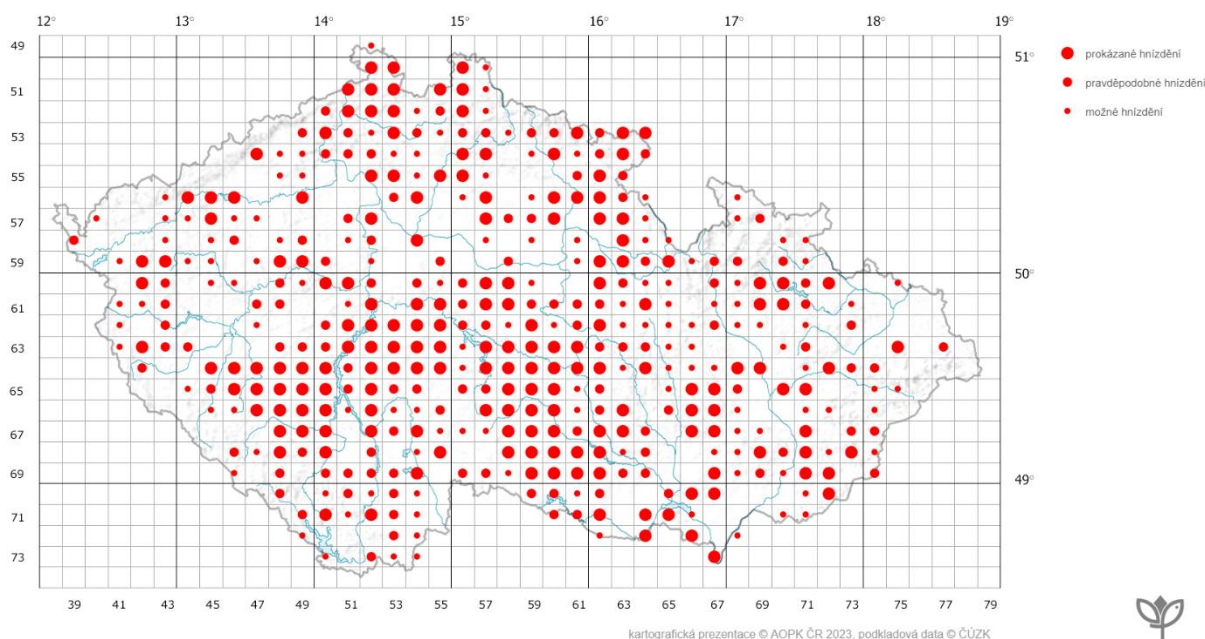 12° 13° 14° 15° 16° 17° 18° 19°
49
51°
prokázané hnízdění
51
pravděpodobné hnízdění
možné hnízdění
53
55
57
59
50°
61
63
65
67
69
49°
71
73
39 41 43 45 47 49 51 53 55 57 59 61 63 65 67 69 71 73 75 77 79
kartografická prezentace © AOPK ČR 2023, podkladová data © ČÚZK